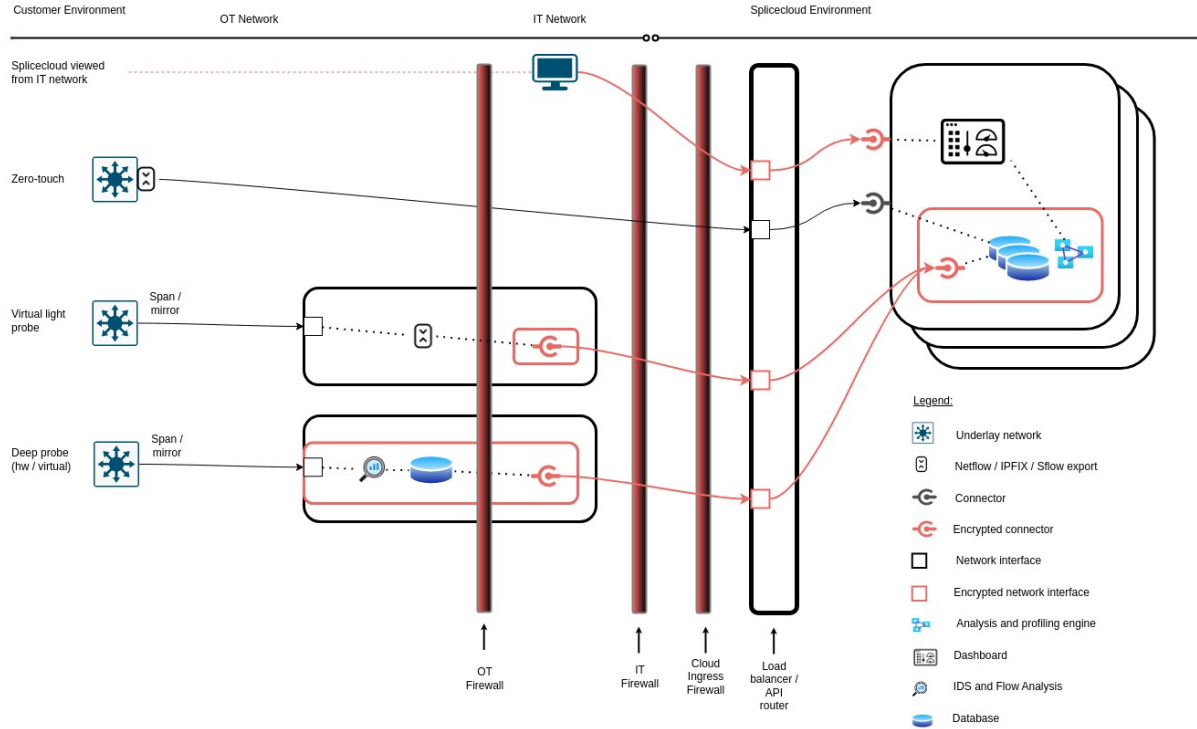 Customer Environment
OT Network
IT Network
Splicecloud Environment
Splicecloud viewed
from IT network
Zero-touch
Virtual light
probe
Span /
mirror
Deep probe
(hw / virtual)
Span /
mirror
OT
Firewall
IT
Firewall
Cloud
Ingress
Firewall
Load
balancer /
API
router
Legend:
Underlay network
Netflow / IPFIX / Sflow export
Connector
Encrypted connector
Network interface
Encrypted network interface
Analysis and profiling engine
Dashboard
IDS and Flow Analysis
Database